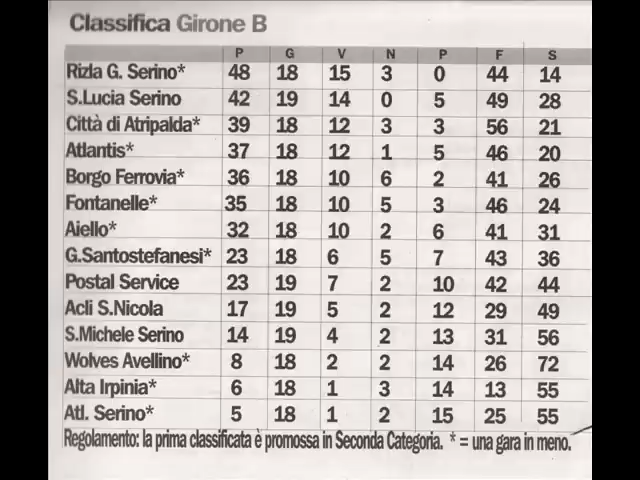 Classifica Girone B
P G V N P F S
Rizla G. Serino* 48 18 15 3 0 44 14
S.Lucia Serino 42 19 14 0 5 49 28
Città di Atripalda* 39 18 12 3 3 56 21
Atlantis* 37 18 12 1 5 46 20
Borgo Ferrovia* 36 18 10 6 2 41 26
Fontanelle* 35 18 10 5 3 46 24
Aiello* 32 18 10 2 6 41 31
G.Santostefanesi* 23 18 6 5 7 43 36
Postal Service 23 19 7 2 10 42 44
Acli S.Nicola 17 19 5 2 12 29 49
S.Michele Serino 14 19 4 2 13 31 56
Wolves Avellino* 8 18 2 2 14 26 72
Alta Irpinia* 6 18 1 3 14 13 55
Atl. Serino* 5 18 1 2 15 25 55
Regolamento: la prima classificata è promossa in Seconda Categoria. * = una gara in meno.